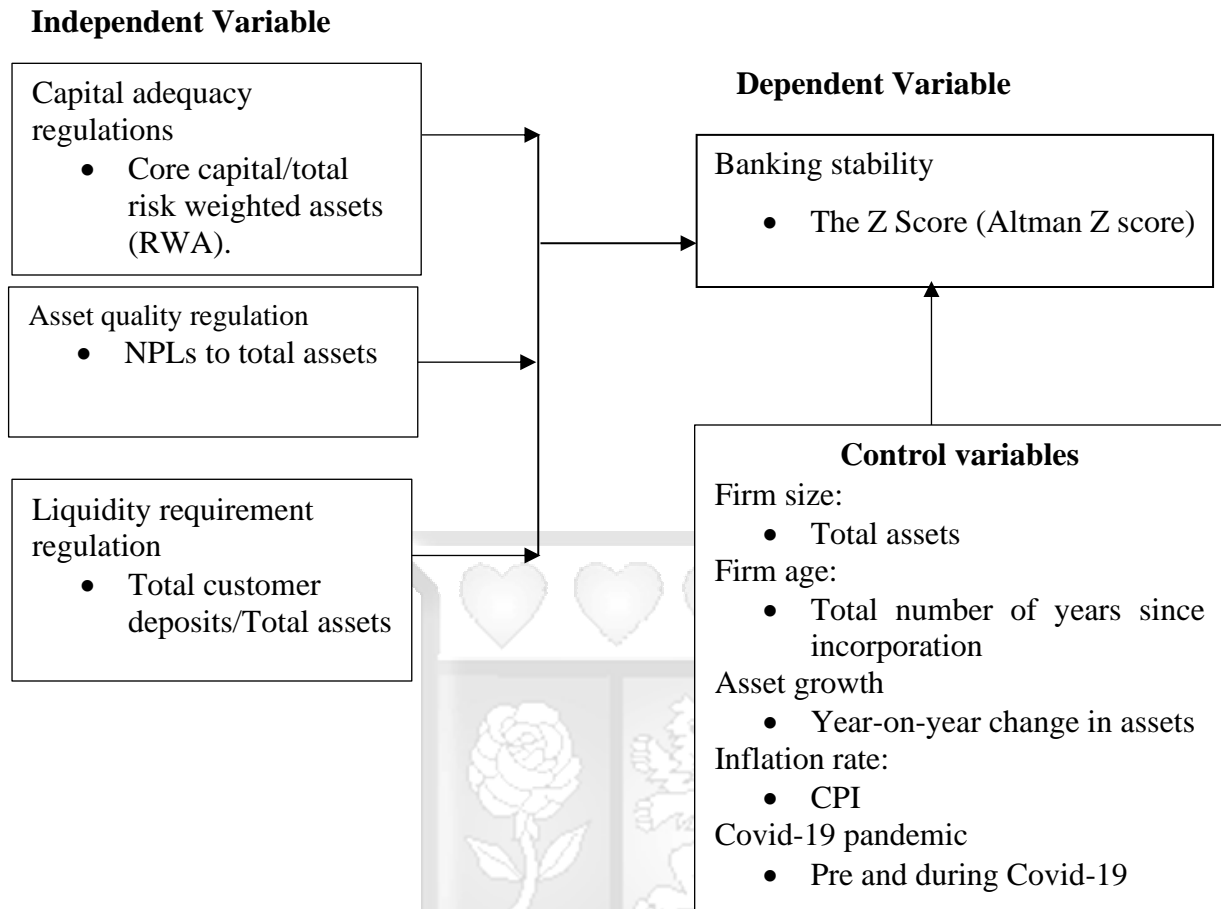 Independent Variable
Capital adequacy
regulations
• Core capital/total
risk weighted assets
(RWA).
Asset quality regulation
• NPLs to total assets
Liquidity requirement
regulation
• Total customer
deposits/Total assets
Dependent Variable
Banking stability
• The Z Score (Altman Z score)
Control variables
Firm size:
• Total assets
Firm age:
• Total number of years since
incorporation
Asset growth
• Year-on-year change in assets
Inflation rate:
• CPI
Covid-19 pandemic
• Pre and during Covid-19